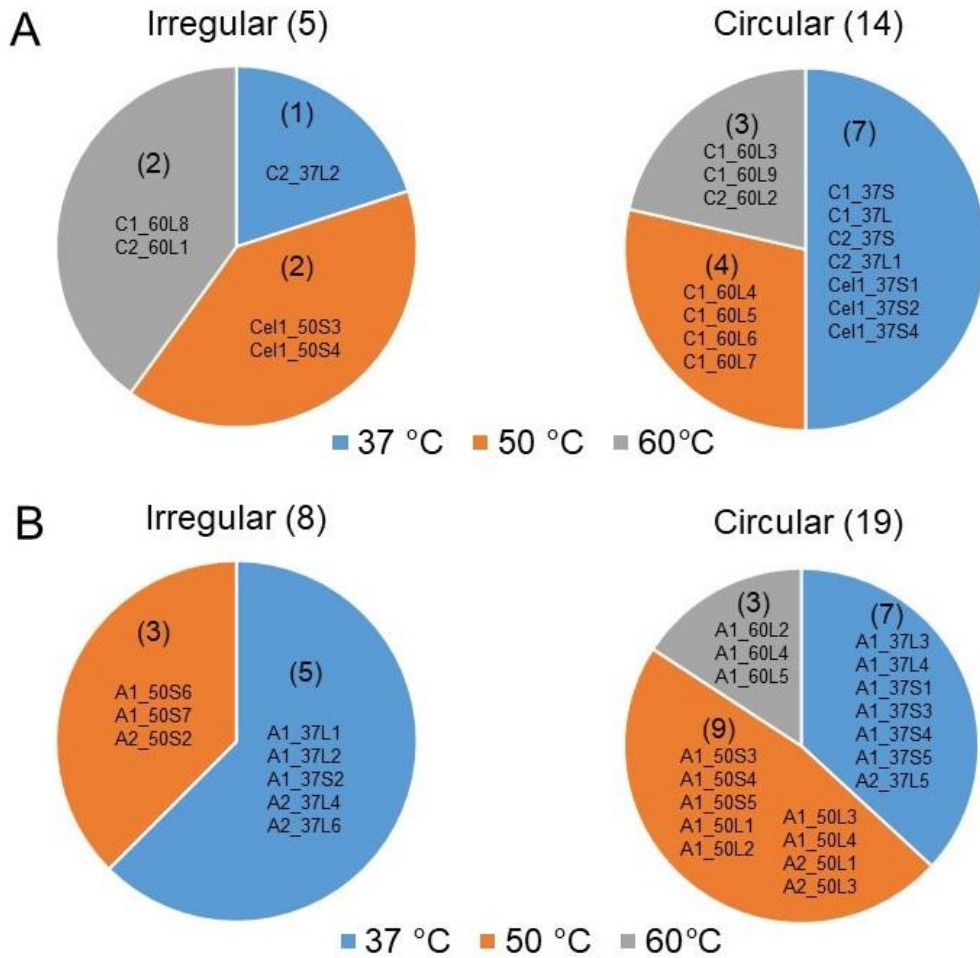 A
Irregular (5)
(1)
C2_37L2
(2)
Cel1_50S3
Cel1_50S4
(2)
C1_60L8
C2_60L1
Circular (14)
(7)
C1_37S
C1_37L
C2_37S
C2_37L1
Cel1_37S1
Cel1_37S2
Cel1_37S4
(4)
C1_60L4
C1_60L5
C1_60L6
C1_60L7
(3)
C1_60L3
C1_60L9
C2_60L2
37 °C 50 °C 60°C
B
Irregular (8)
(5)
A1_37L1
A1_37L2
A1_37S2
A2_37L4
A2_37L6
(3)
A1_50S6
A1_50S7
A2_50S2
Circular (19)
(7)
A1_37L3
A1_37L4
A1_37S1
A1_37S3
A1_37S4
A1_37S5
A2_37L5
(9)
A1_50S3
A1_50S4
A1_50S5
A1_50L1
A1_50L2
A1_50L3
A1_50L4
A2_50L1
A2_50L3
(3)
A1_60L2
A1_60L4
A1_60L5
37 °C 50 °C 60°C